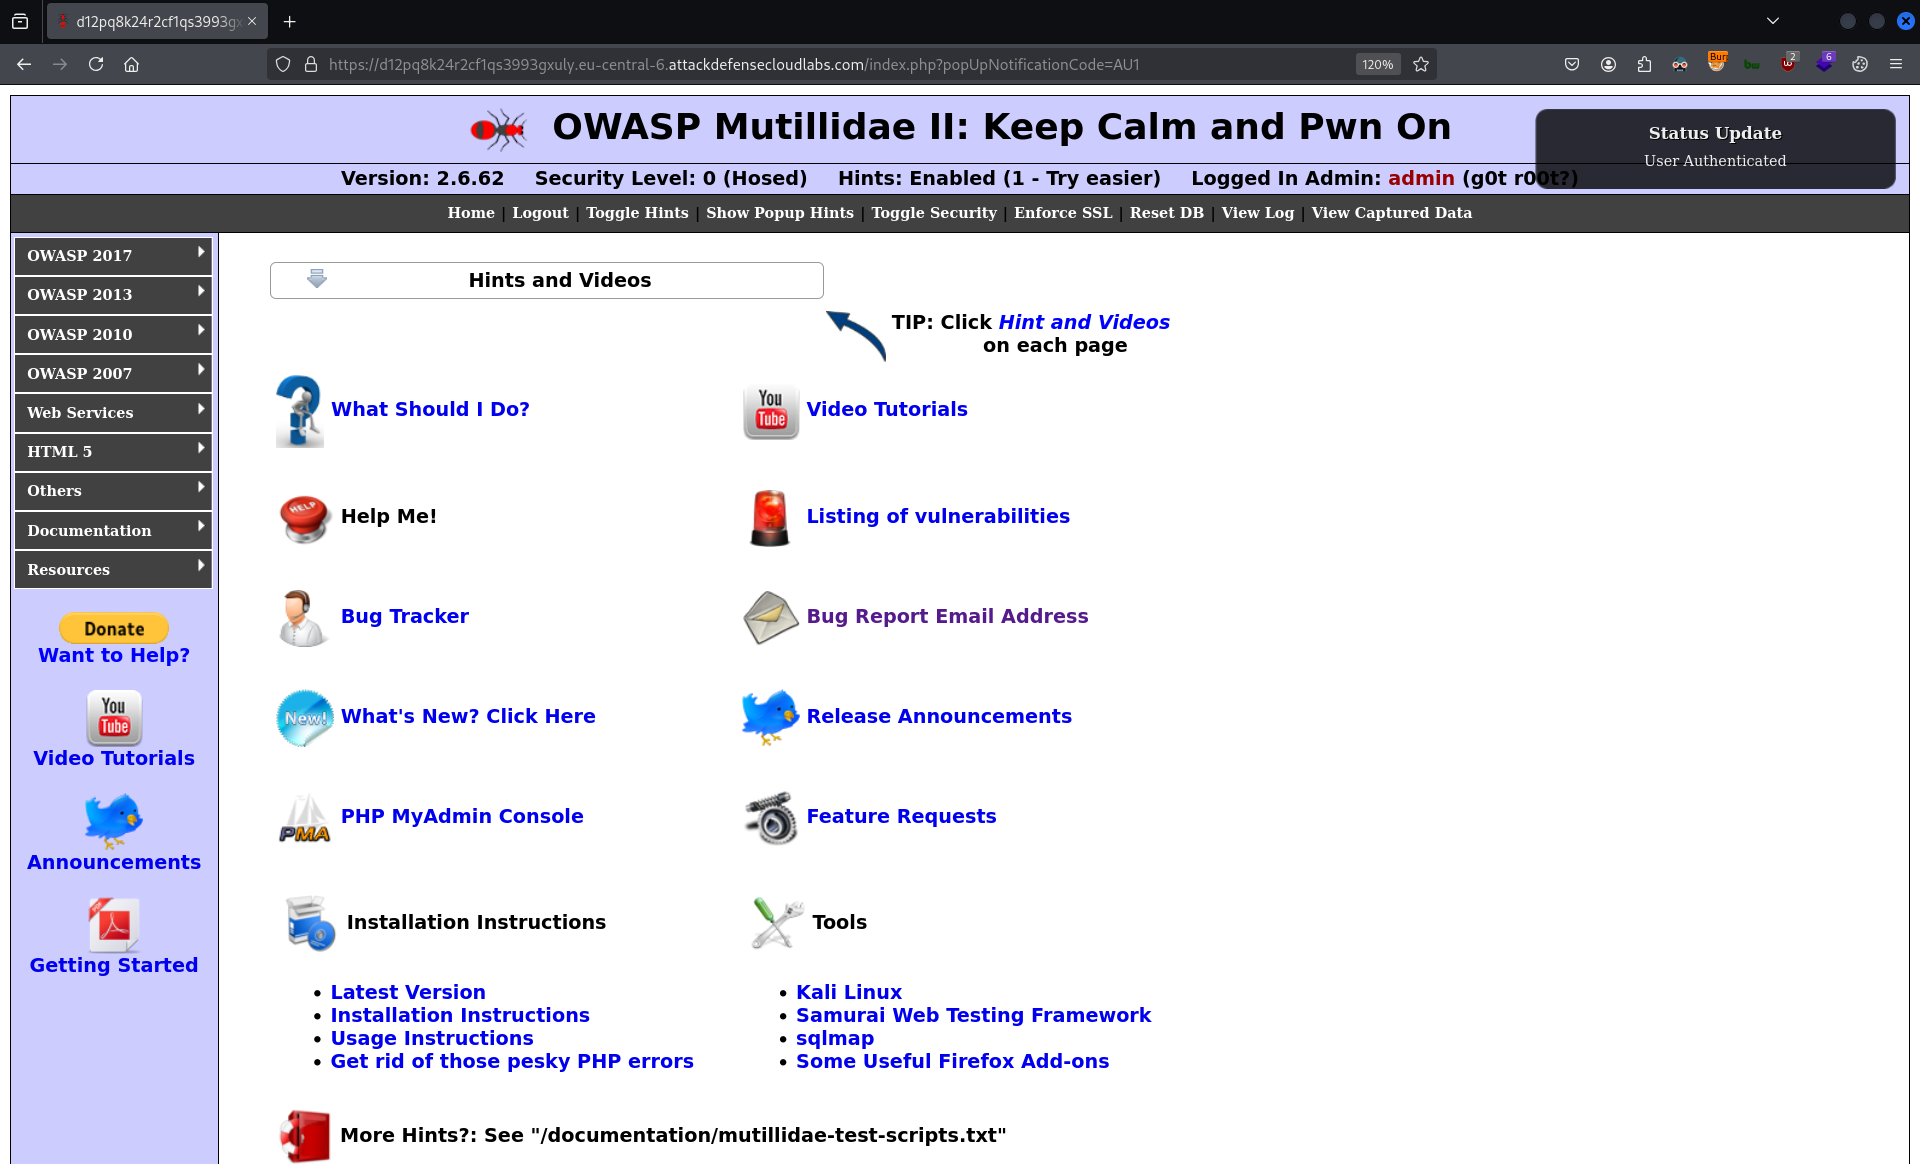 d12pq8k24r2cf1qs3993gx
https://d12pq8k24r2cf1qs3993gxuly.eu-central-6.attackdefensecloudlabs.com/index.php?popUpNotificationCode=AU1
120%
Burr
2
6
OWASP Mutillidae II: Keep Calm and Pwn On
Status Update
User Authenticated
Version: 2.6.62 Security Level: 0 (Hosed) Hints: Enabled (1 - Try easier) Logged In Admin: admin (g0t r00t?)
Home | Logout | Toggle Hints | Show Popup Hints | Toggle Security | Enforce SSL | Reset DB | View Log | View Captured Data
OWASP 2017
OWASP 2013
OWASP 2010
OWASP 2007
Web Services
HTML 5
Others
Documentation
Resources
Donate
Want to Help?
You
Tube
Video Tutorials
Announcements
PDF
Getting Started
Hints and Videos
TIP: Click Hint and Videos
on each page
What Should I Do?
You
Tube
Video Tutorials
HELP
Help Me!
Listing of vulnerabilities
Bug Tracker
Bug Report Email Address
New!
What's New? Click Here
Release Announcements
PMA
PHP MyAdmin Console
Feature Requests
Installation Instructions
Tools
• Latest Version
• Installation Instructions
• Usage Instructions
• Get rid of those pesky PHP errors
• Kali Linux
• Samurai Web Testing Framework
• sqlmap
• Some Useful Firefox Add-ons
More Hints?: See "/documentation/mutillidae-test-scripts.txt"